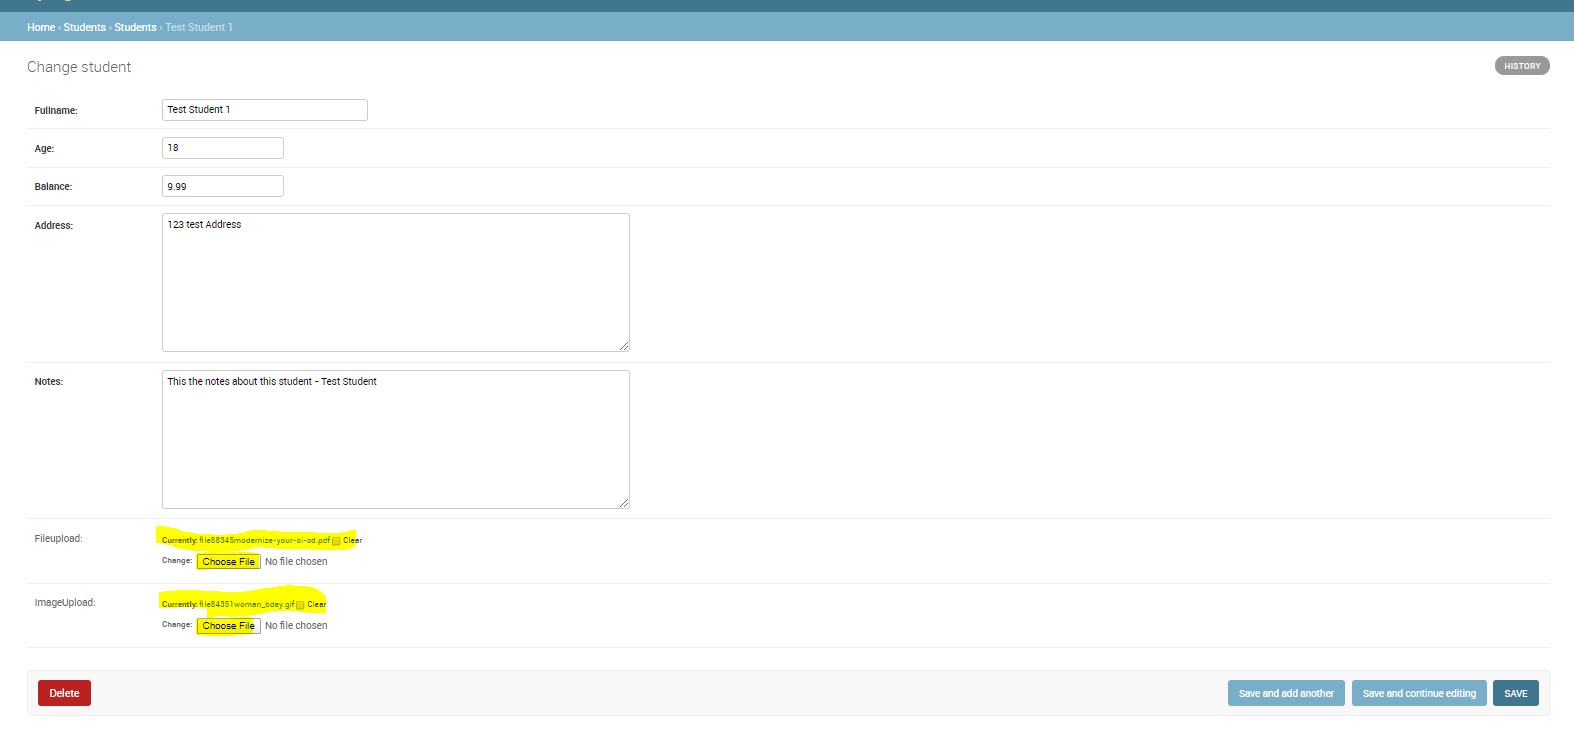 Home › Students › Students › Test Student 1
Change student
HISTORY
Fullname:
Test Student 1
Age:
18
Balance:
9.99
Address:
123 test Address
Notes:
This the notes about this student - Test Student
Fileupload:
Currently: file88345modernize-your-oi-od.pdf Clear
Change: Choose File No file chosen
ImageUpload:
Currently: file84351woman_bday.gif Clear
Change: Choose File No file chosen
Delete
Save and add another
Save and continue editing
SAVE